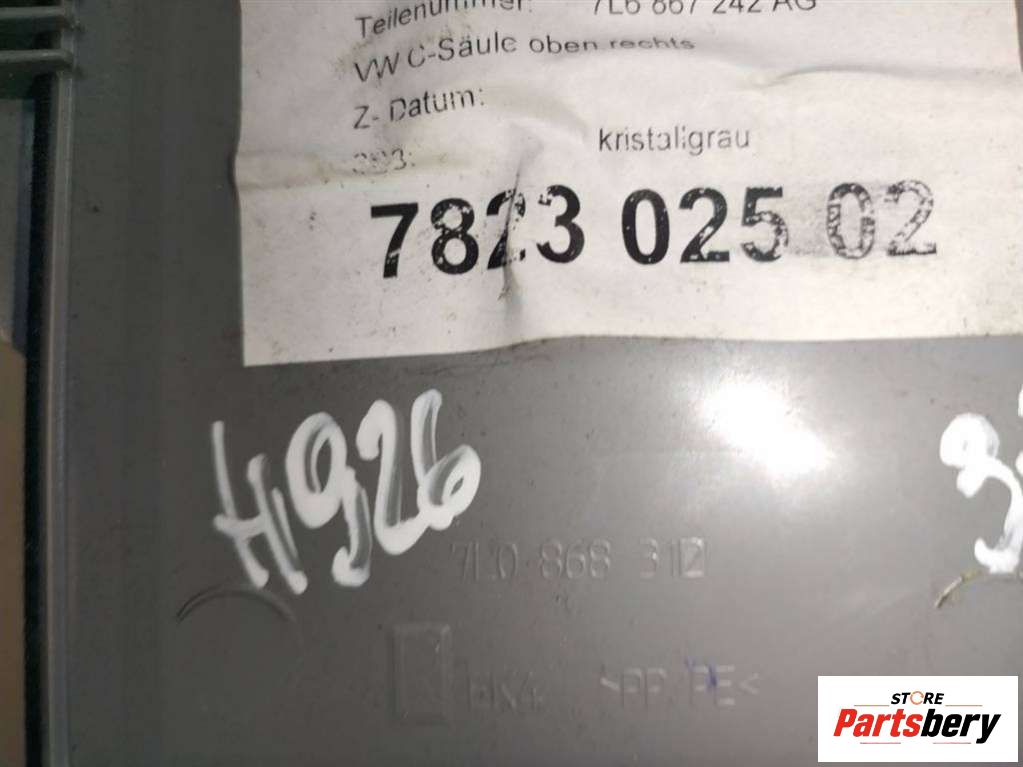 Teilenummer: 7L6 867 242 AG
VW C-Säule oben rechts
Z- Datum:
kristallgrau
7823 025 02
H926
7L0 868 31
>PP PE<
STORE
Partsbery